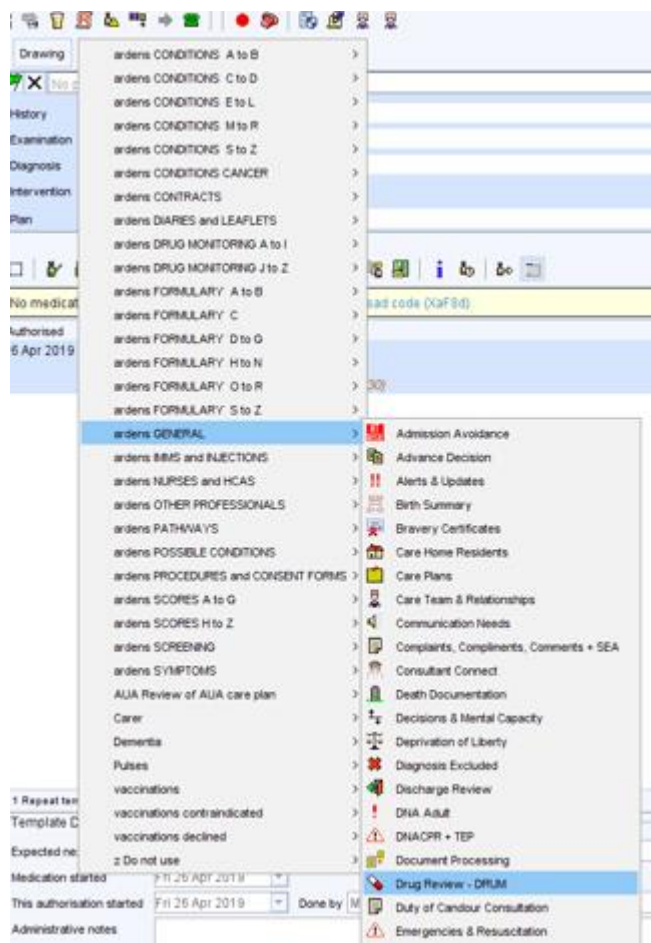 Drawing
History
Examination
Diagnosis
Intervention
Plan
No medicat
ead code (XaF8d)
uthorised
6 Apr 2019
30)
ardens CONDITIONS A to B
ardens CONDITIONS C to D
ardens CONDITIONS E to L
ardens CONDITIONS M to R
ardens CONDITIONS S to Z
ardens CONDITIONS CANCER
ardens CONTRACTS
ardens DIARIES and LEAFLETS
ardens DRUG MONITORING A to I
ardens DRUG MONITORING J to Z
ardens FORMULARY A to B
ardens FORMULARY C
ardens FORMULARY D to G
ardens FORMULARY H to N
ardens FORMULARY O to R
ardens FORMULARY S to Z
ardens GENERAL
ardens IMMS and INJECTIONS
ardens NURSES and HCAS
ardens OTHER PROFESSIONALS
ardens PATHWAYS
ardens POSSIBLE CONDITIONS
ardens PROCEDURES and CONSENT FORMS
ardens SCORES A to G
ardens SCORES H to Z
ardens SCREENING
ardens SYMPTOMS
AUA Review of AUA care plan
Carer
Dementia
Pulses
vaccinations
vaccinations contraindicated
vaccinations declined
z Do not use
Admission Avoidance
Advance Decision
Alerts & Updates
Birth Summary
Bravery Certificates
Care Home Residents
Care Plans
Care Team & Relationships
Communication Needs
Complaints, Compliments, Comments + SEA
Consultant Connect
Death Documentation
Decisions & Mental Capacity
Deprivation of Liberty
Diagnosis Excluded
Discharge Review
DNA Adult
DNACPR + TEP
Document Processing
Drug Review - DRUM
Duty of Candour Consultation
Emergencies & Resuscitation
1 Repeat tem
Template D
Expected ne
Medication started Fri 26 Apr 2019
This authorisation started Fri 26 Apr 2019 Done by M
Administrative notes